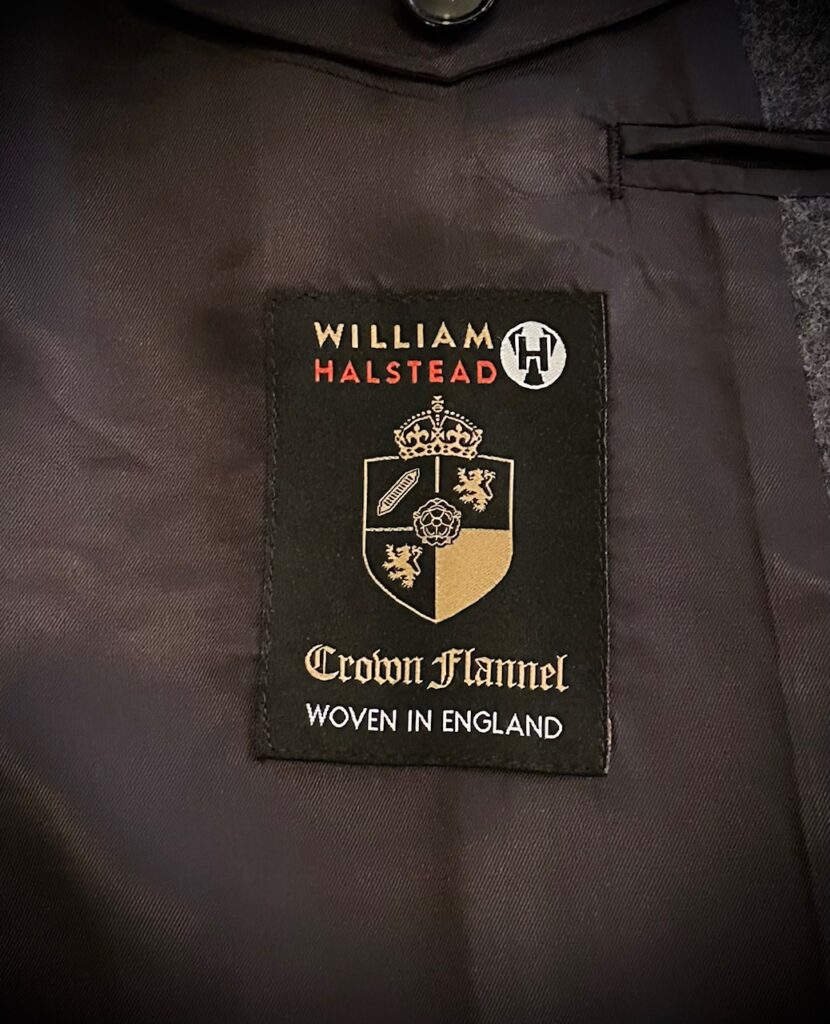 WILLIAM
HALSTEAD
H
Crown Flannel
WOVEN IN ENGLAND